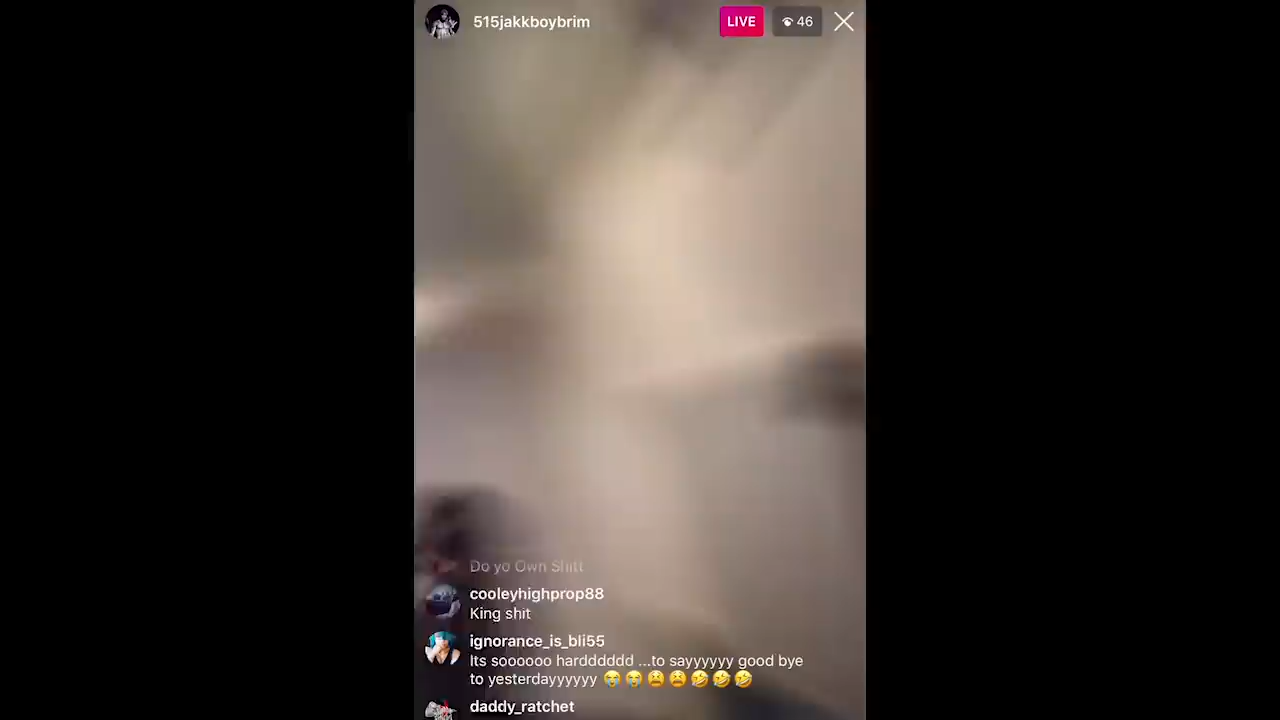 515jakkboybrim LIVE 46
Do yo Own Shitt
cooleyhighprop88
King shit
ignorance_is_bli55
Its soooooo hardddddd ...to sayyyyyy good bye
to yesterdayyyyyy 😭😭😫😫🤣🤣🤣
daddy_ratchet